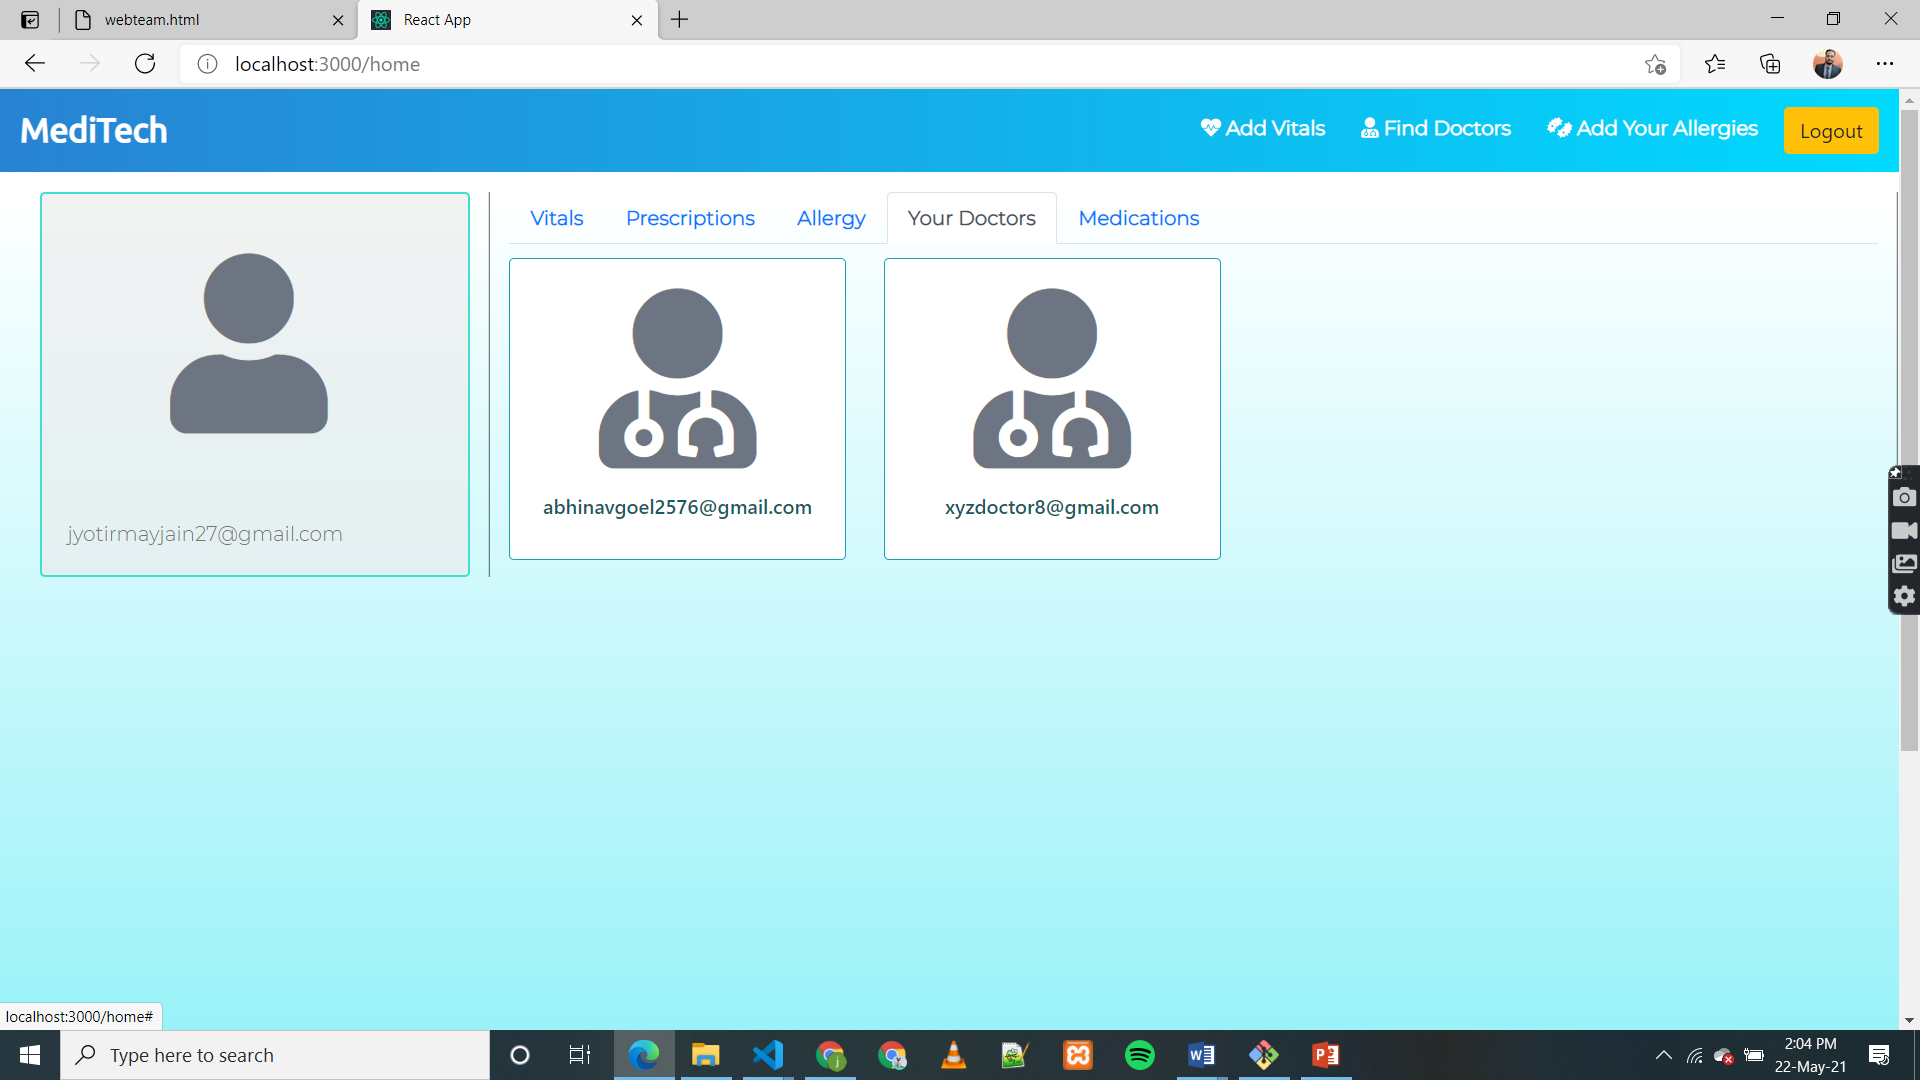 webteam.html
React App
localhost:3000/home
MediTech
Add Vitals
Find Doctors
Add Your Allergies
Logout
Vitals
Prescriptions
Allergy
Your Doctors
Medications
jyotirmayjain27@gmail.com
abhinavgoel2576@gmail.com
xyzdoctor8@gmail.com
localhost:3000/home#
Type here to search
2:04 PM
22-May-21